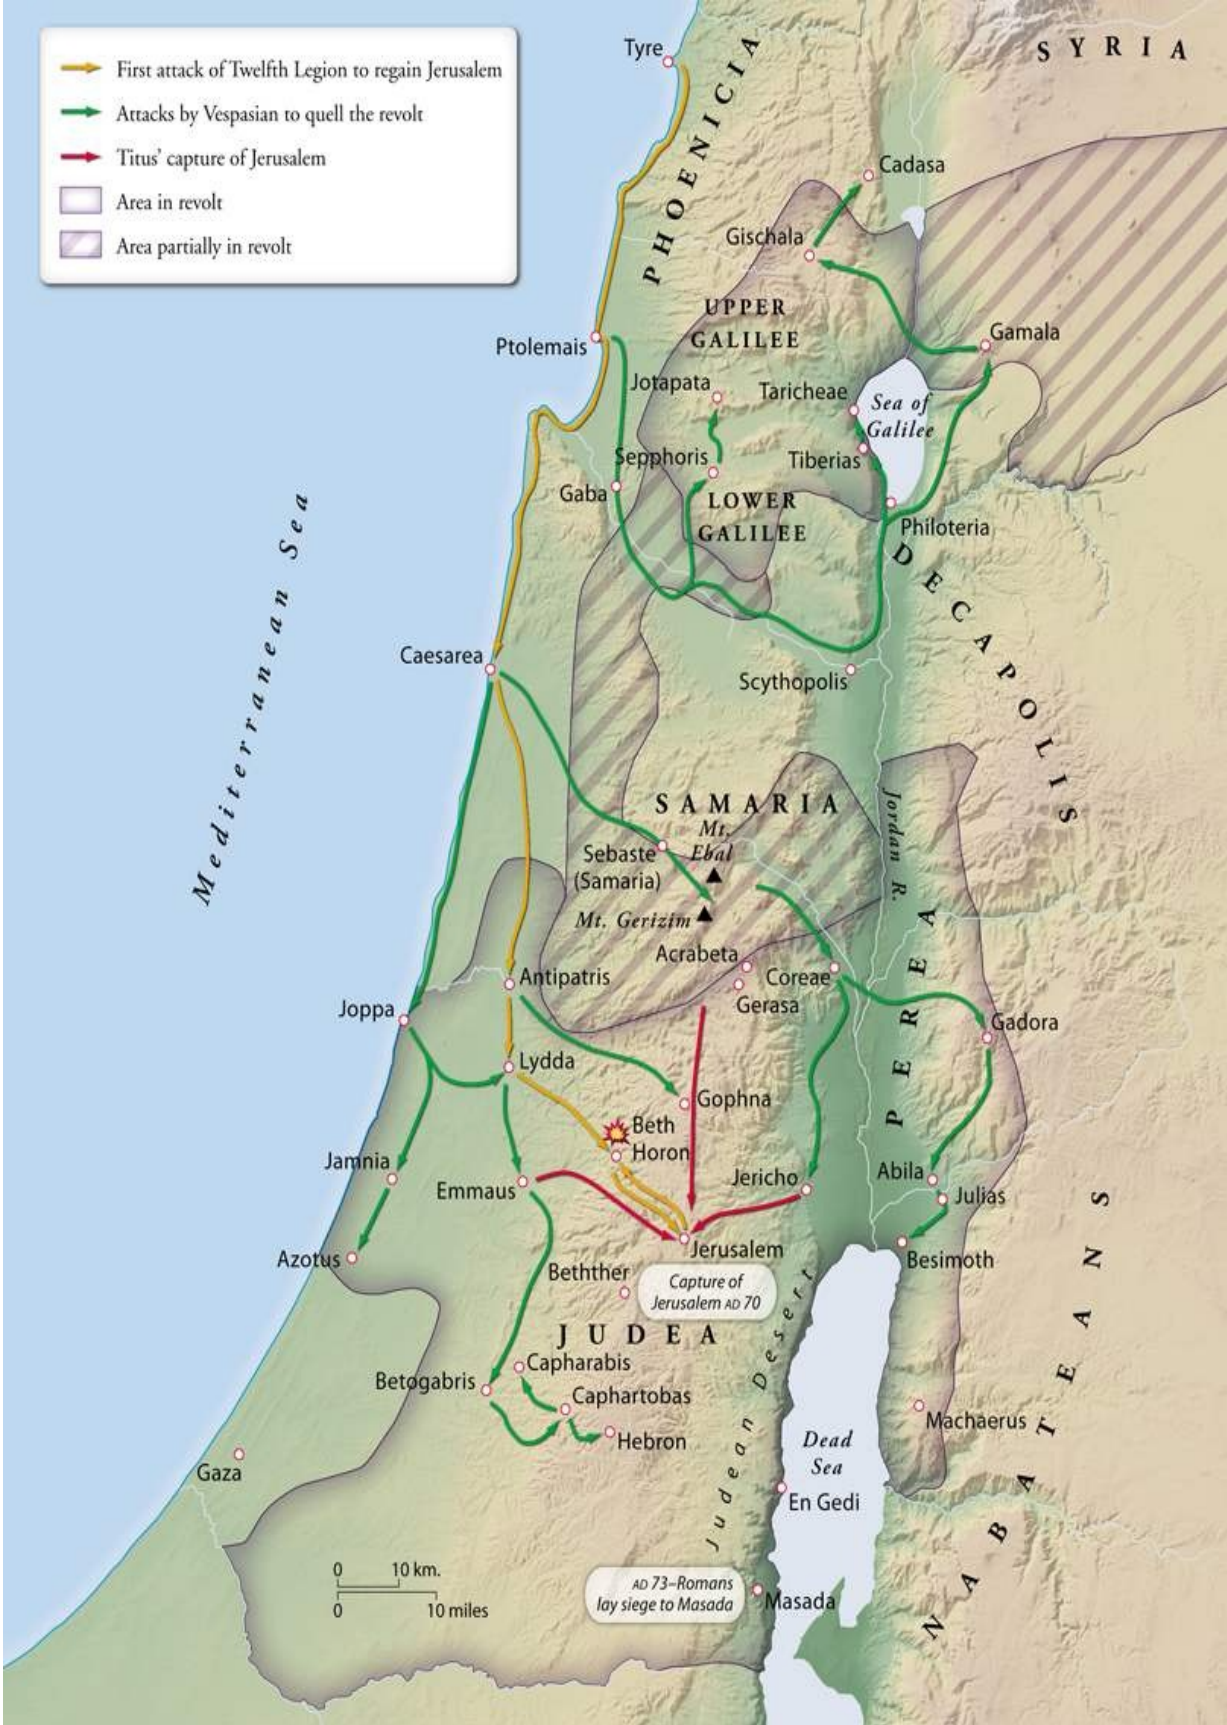 First attack of Twelfth Legion to regain Jerusalem
Attacks by Vespasian to quell the revolt
Titus' capture of Jerusalem
Area in revolt
Area partially in revolt
Tyre
PHOENICIA
SYRIA
Cadasa
Gischala
UPPER
GALILEE
Ptolemais
Gamala
Jotapata
Taricheae
Sea of
Galilee
Sepphoris
Tiberias
Gaba
LOWER
GALILEE
Philoteria
DECAPOLIS
Mediterranean Sea
Caesarea
Scythopolis
SAMARIA
Mt.
Ebal
Jordan R.
Sebaste
(Samaria)
Mt. Gerizim
Acrabeta
Coreae
Antipatris
Gerasa
PEREA
Joppa
Gadora
Lydda
Gophna
Beth
Horon
Jamnia
Emmaus
Jericho
Abila
Julias
Azotus
Jerusalem
Besimoth
Bethther
Capture of
Jerusalem AD 70
JUDEA
Judean Desert
NABATEANS
Capharabis
Betogabris
Caphartobas
Machaerus
Hebron
Dead
Sea
Gaza
En Gedi
0 10 km.
0 10 miles
AD 73–Romans
lay siege to Masada
Masada